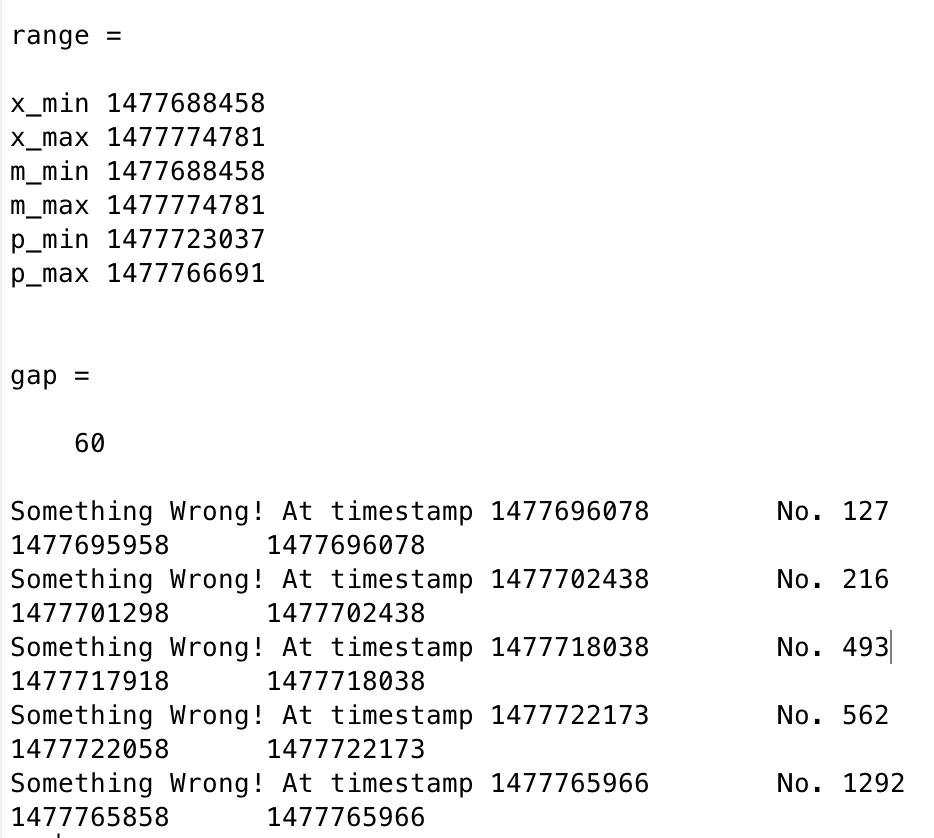 range =
x_min 1477688458
x_max 1477774781
m_min 1477688458
m_max 1477774781
p_min 1477723037
p_max 1477766691
gap =
60
Something Wrong! At timestamp 1477696078 No. 127
1477695958 1477696078
Something Wrong! At timestamp 1477702438 No. 216
1477701298 1477702438
Something Wrong! At timestamp 1477718038 No. 493
1477717918 1477718038
Something Wrong! At timestamp 1477722173 No. 562
1477722058 1477722173
Something Wrong! At timestamp 1477765966 No. 1292
1477765858 1477765966